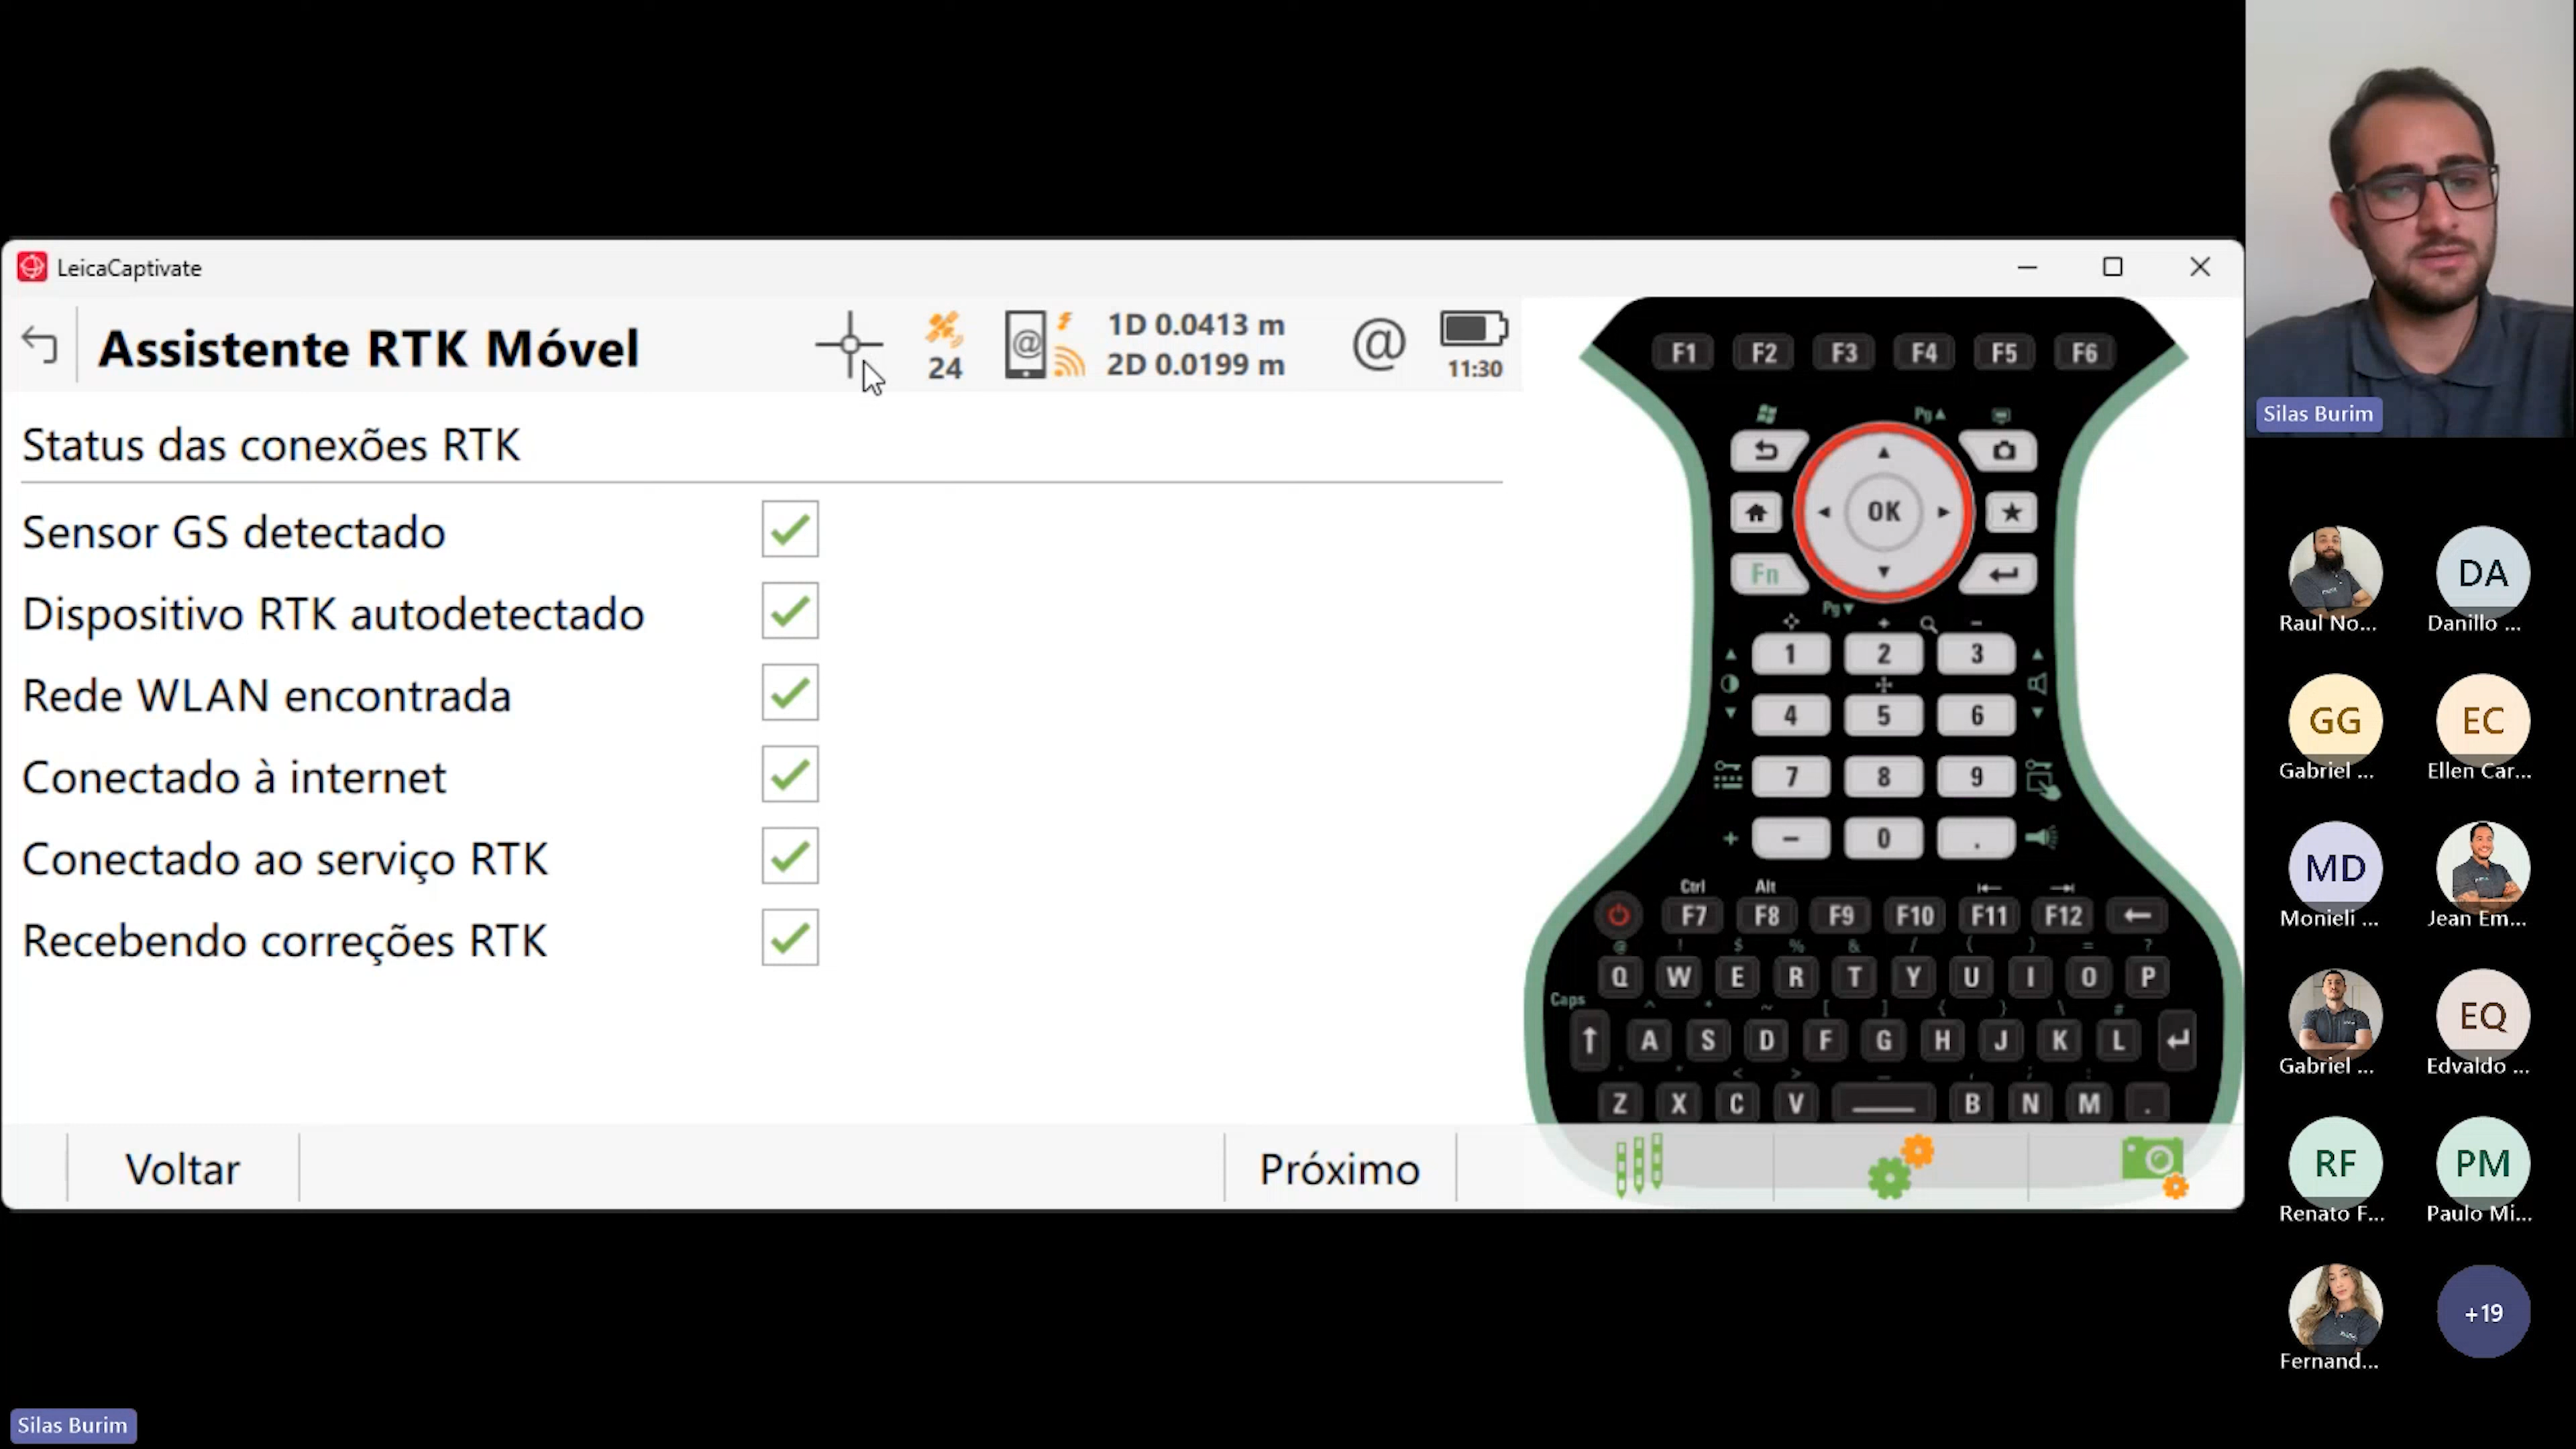 LeicaCaptivate
Assistente RTK Móvel
24
@
1D 0.0413 m
2D 0.0199 m
@
11:30
Status das conexões RTK
Sensor GS detectado
Dispositivo RTK autodetectado
Rede WLAN encontrada
Conectado à internet
Conectado ao serviço RTK
Recebendo correções RTK
Voltar
Próximo
F1 F2 F3 F4 F5 F6
Pg
OK
Fn
Pg
1 2 3
4 5 6
7 8 9
+ - 0 .
Ctrl Alt
F7 F8 F9 F10 F11 F12
@ ! $ % & / ( ) = ?
Q W E R T Y U I O P
Caps
A S D F G H J K L
Z X C V B N M .
Silas Burim
Raul No...
DA
Danillo ...
GG
Gabriel ...
EC
Ellen Car...
MD
Monieli ...
Jean Em...
Gabriel ...
EQ
Edvaldo ...
RF
Renato F...
PM
Paulo Mi...
Fernand...
+19
Silas Burim